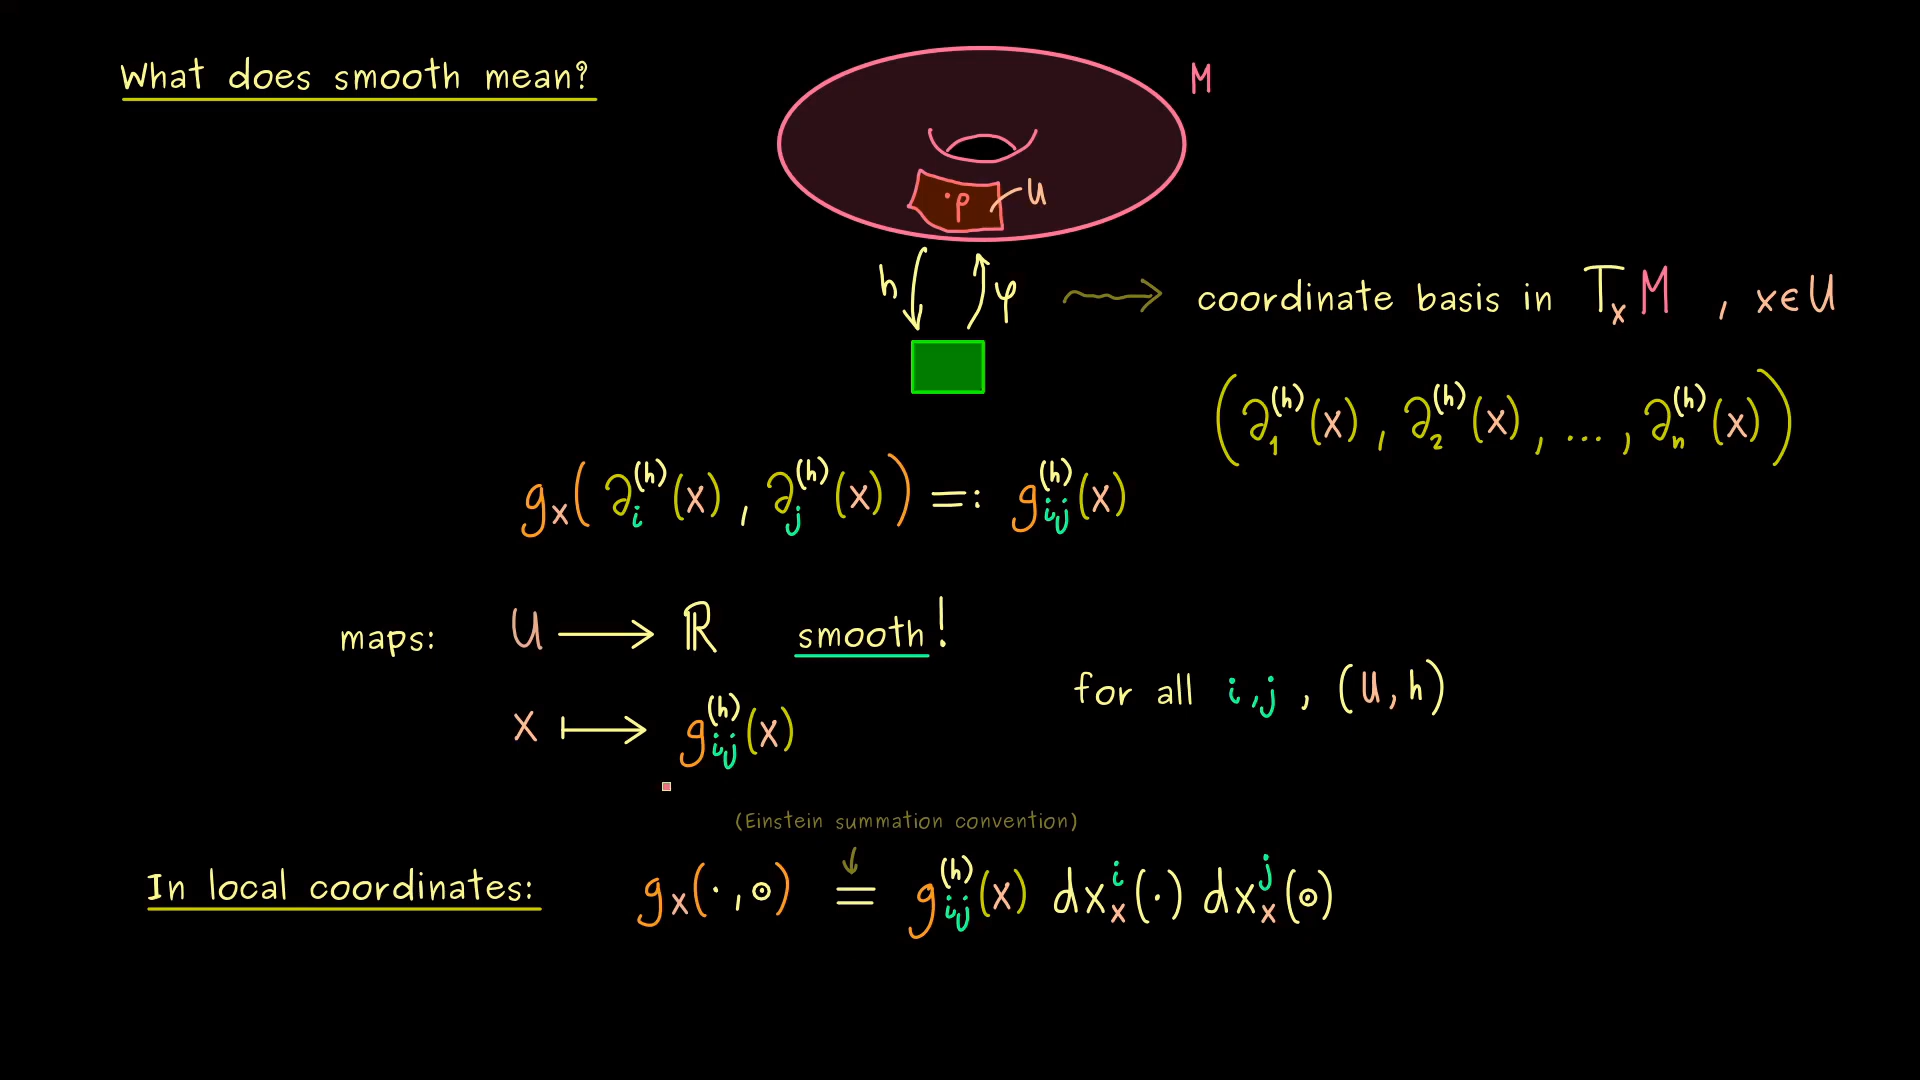 What does smooth mean?
M
p U
h φ
coordinate basis in TₓM , x∈U
(∂₁⁽ʰ⁾(x) , ∂₂⁽ʰ⁾(x) , ... , ∂ₙ⁽ʰ⁾(x))
gₓ( ∂ᵢ⁽ʰ⁾(x) , ∂ⱼ⁽ʰ⁾(x) ) =: gᵢⱼ⁽ʰ⁾(x)
maps: U ⟶ ℝ smooth!
for all i,j , (U,h)
x ⟼ gᵢⱼ⁽ʰ⁾(x)
(Einstein summation convention)
In local coordinates: gₓ(·,⊙) = gᵢⱼ⁽ʰ⁾(x) dxₓⁱ(·) dxₓʲ(⊙)